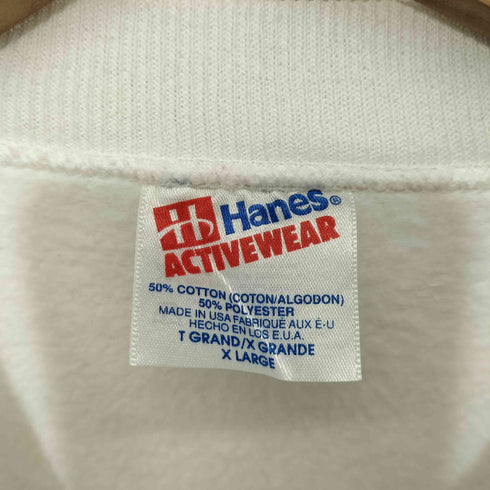 Hanes®
ACTIVEWEAR
50% COTTON (COTON/ALGODON)
50% POLYESTER
MADE IN USA FABRIQUÉ AUX É-U
HECHO EN LOS E.U.A.
T GRAND/X GRANDE
X LARGE